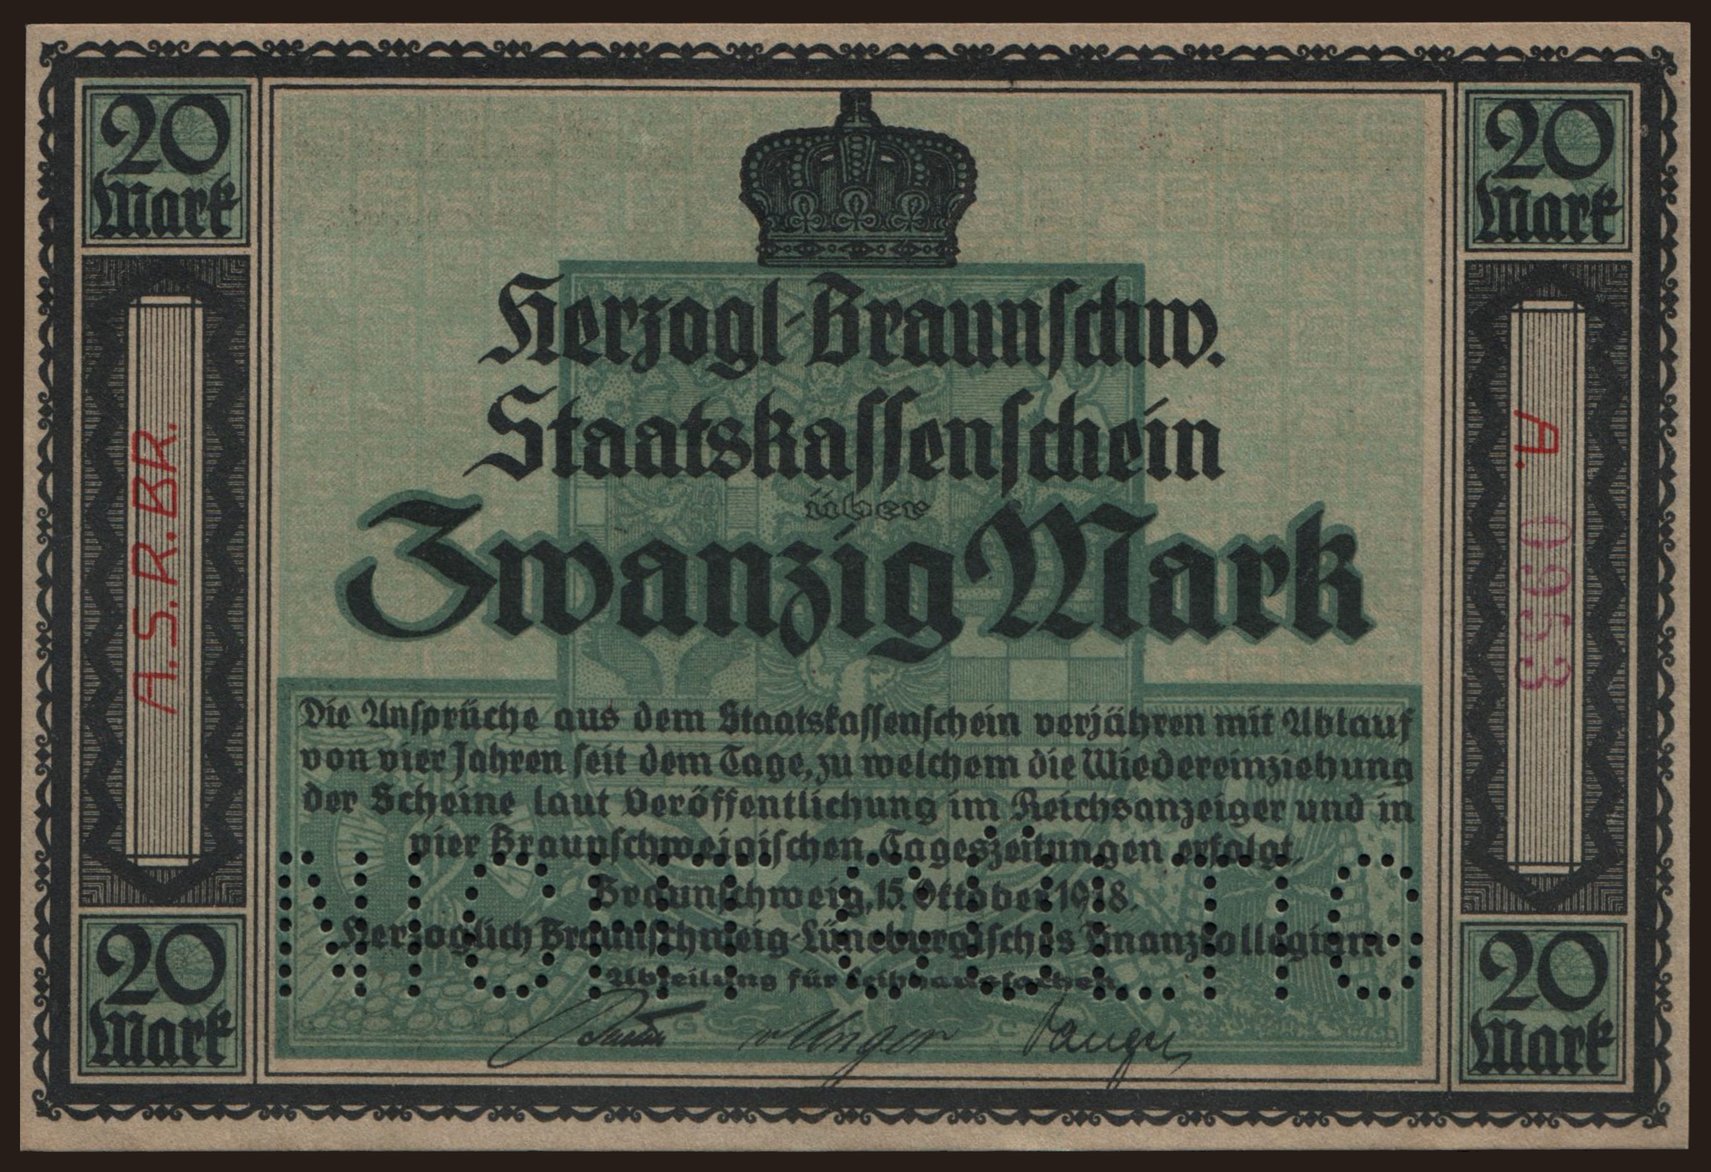 20
Mark
20
Mark
Herzogl-Braunschw.
Staatskassenschein
über
Zwanzig Mark
A.S.R.BR.
A. 0953
Die Ansprüche aus dem Staatskassenschein verjähren mit Ablauf
von vier Jahren seit dem Tage, zu welchem die Wiedereinziehung
der Scheine laut Veröffentlichung im Reichsanzeiger und in
vier Braunschweigischen Tageszeitungen erfolgt.
Braunschweig, 15. Oktober 1918.
Herzoglich Braunschweig-Lüneburgisches Finanzkollegium
Abteilung für Leihhaussachen.
NICHT GÜLTIG
20
Mark
20
Mark